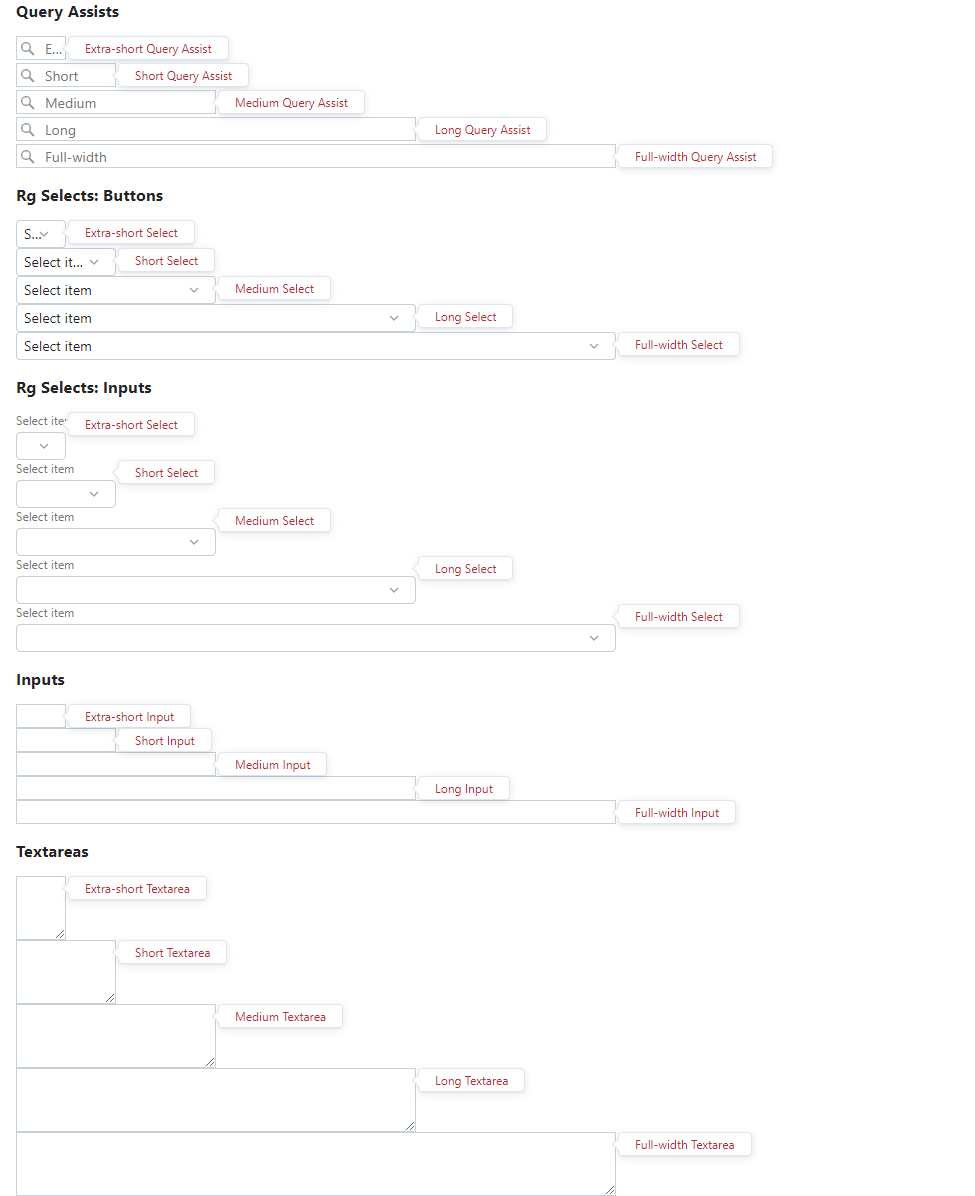 Query Assists
E... Extra-short Query Assist
Short Short Query Assist
Medium Medium Query Assist
Long Long Query Assist
Full-width Full-width Query Assist
Rg Selects: Buttons
S... Extra-short Select
Select it... Short Select
Select item Medium Select
Select item Long Select
Select item Full-width Select
Rg Selects: Inputs
Select iter Extra-short Select
Select item Short Select
Select item Medium Select
Select item Long Select
Select item Full-width Select
Inputs
Extra-short Input
Short Input
Medium Input
Long Input
Full-width Input
Textareas
Extra-short Textarea
Short Textarea
Medium Textarea
Long Textarea
Full-width Textarea